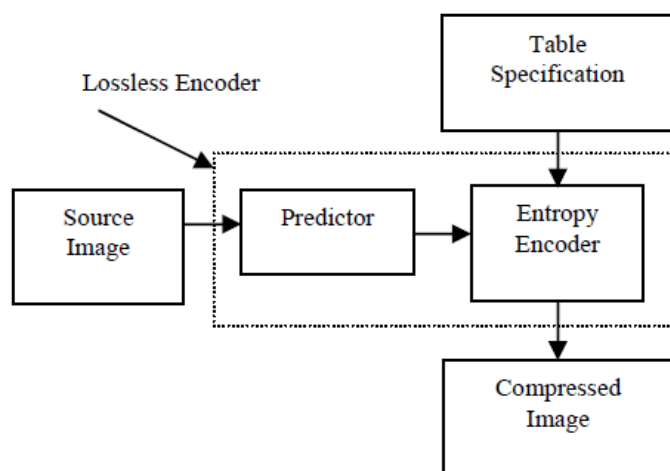 Table
Specification
Lossless Encoder
Source
Image
Predictor
Entropy
Encoder
Compressed
Image